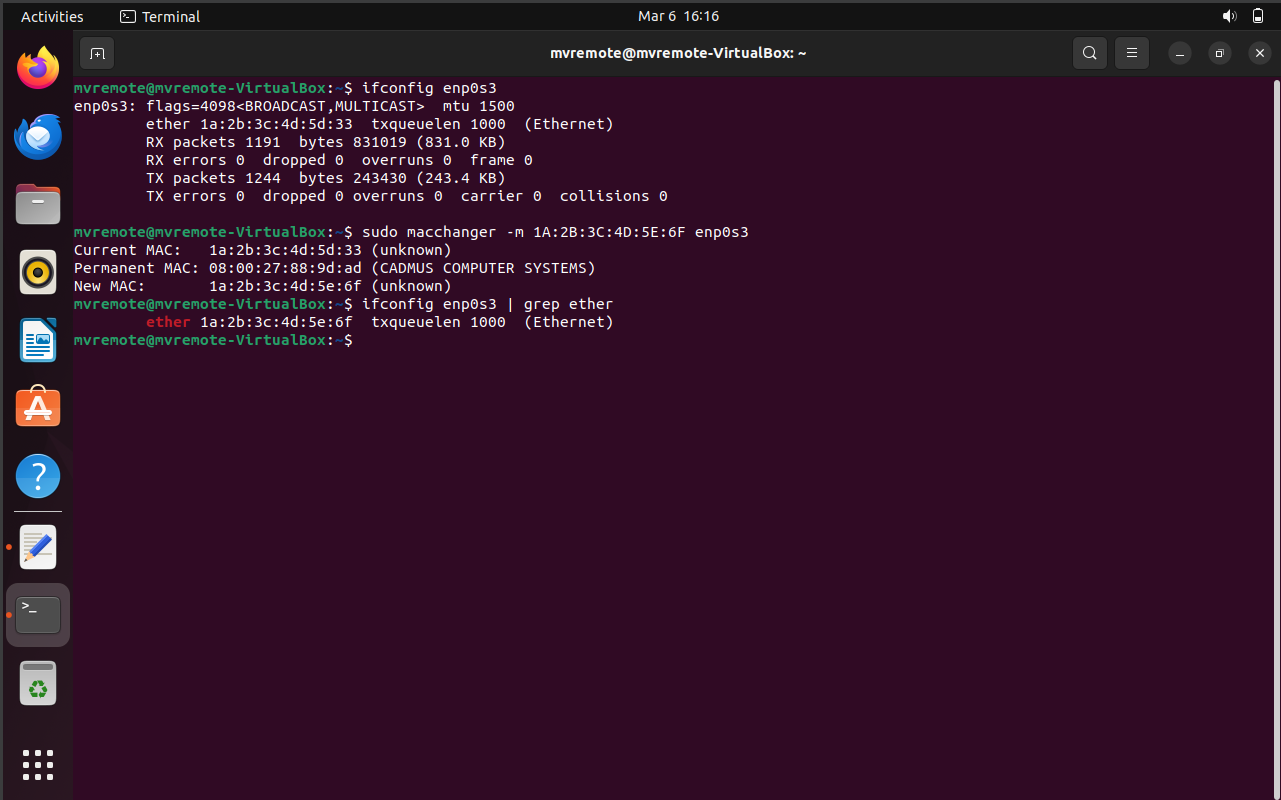 Activities
Terminal
Mar 6 16:16
mvremote@mvremote-VirtualBox: ~
mvremote@mvremote-VirtualBox:~$ ifconfig enp0s3
enp0s3: flags=4098<BROADCAST,MULTICAST>  mtu 1500
        ether 1a:2b:3c:4d:5d:33  txqueuelen 1000  (Ethernet)
        RX packets 1191  bytes 831019 (831.0 KB)
        RX errors 0  dropped 0  overruns 0  frame 0
        TX packets 1244  bytes 243430 (243.4 KB)
        TX errors 0  dropped 0 overruns 0  carrier 0  collisions 0
mvremote@mvremote-VirtualBox:~$ sudo macchanger -m 1A:2B:3C:4D:5E:6F enp0s3
Current MAC:   1a:2b:3c:4d:5d:33 (unknown)
Permanent MAC: 08:00:27:88:9d:ad (CADMUS COMPUTER SYSTEMS)
New MAC:       1a:2b:3c:4d:5e:6f (unknown)
mvremote@mvremote-VirtualBox:~$ ifconfig enp0s3 | grep ether
        ether 1a:2b:3c:4d:5e:6f  txqueuelen 1000  (Ethernet)
mvremote@mvremote-VirtualBox:~$